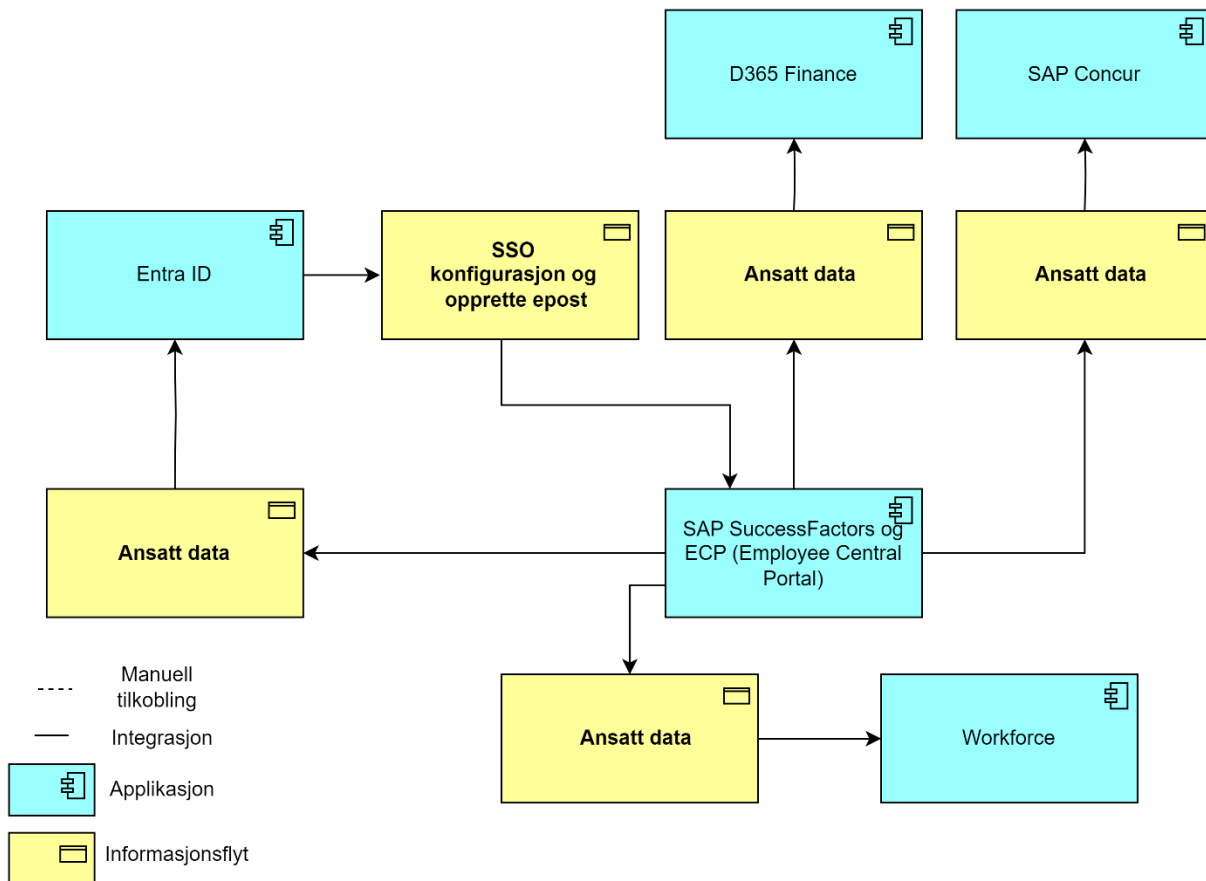 D365 Finance
SAP Concur
Entra ID
SSO
konfigurasjon og
opprette epost
Ansatt data
Ansatt data
Ansatt data
SAP SuccessFactors og
ECP (Employee Central
Portal)
Ansatt data
Workforce
Manuell
tilkobling
Integrasjon
Applikasjon
Informasjonsflyt